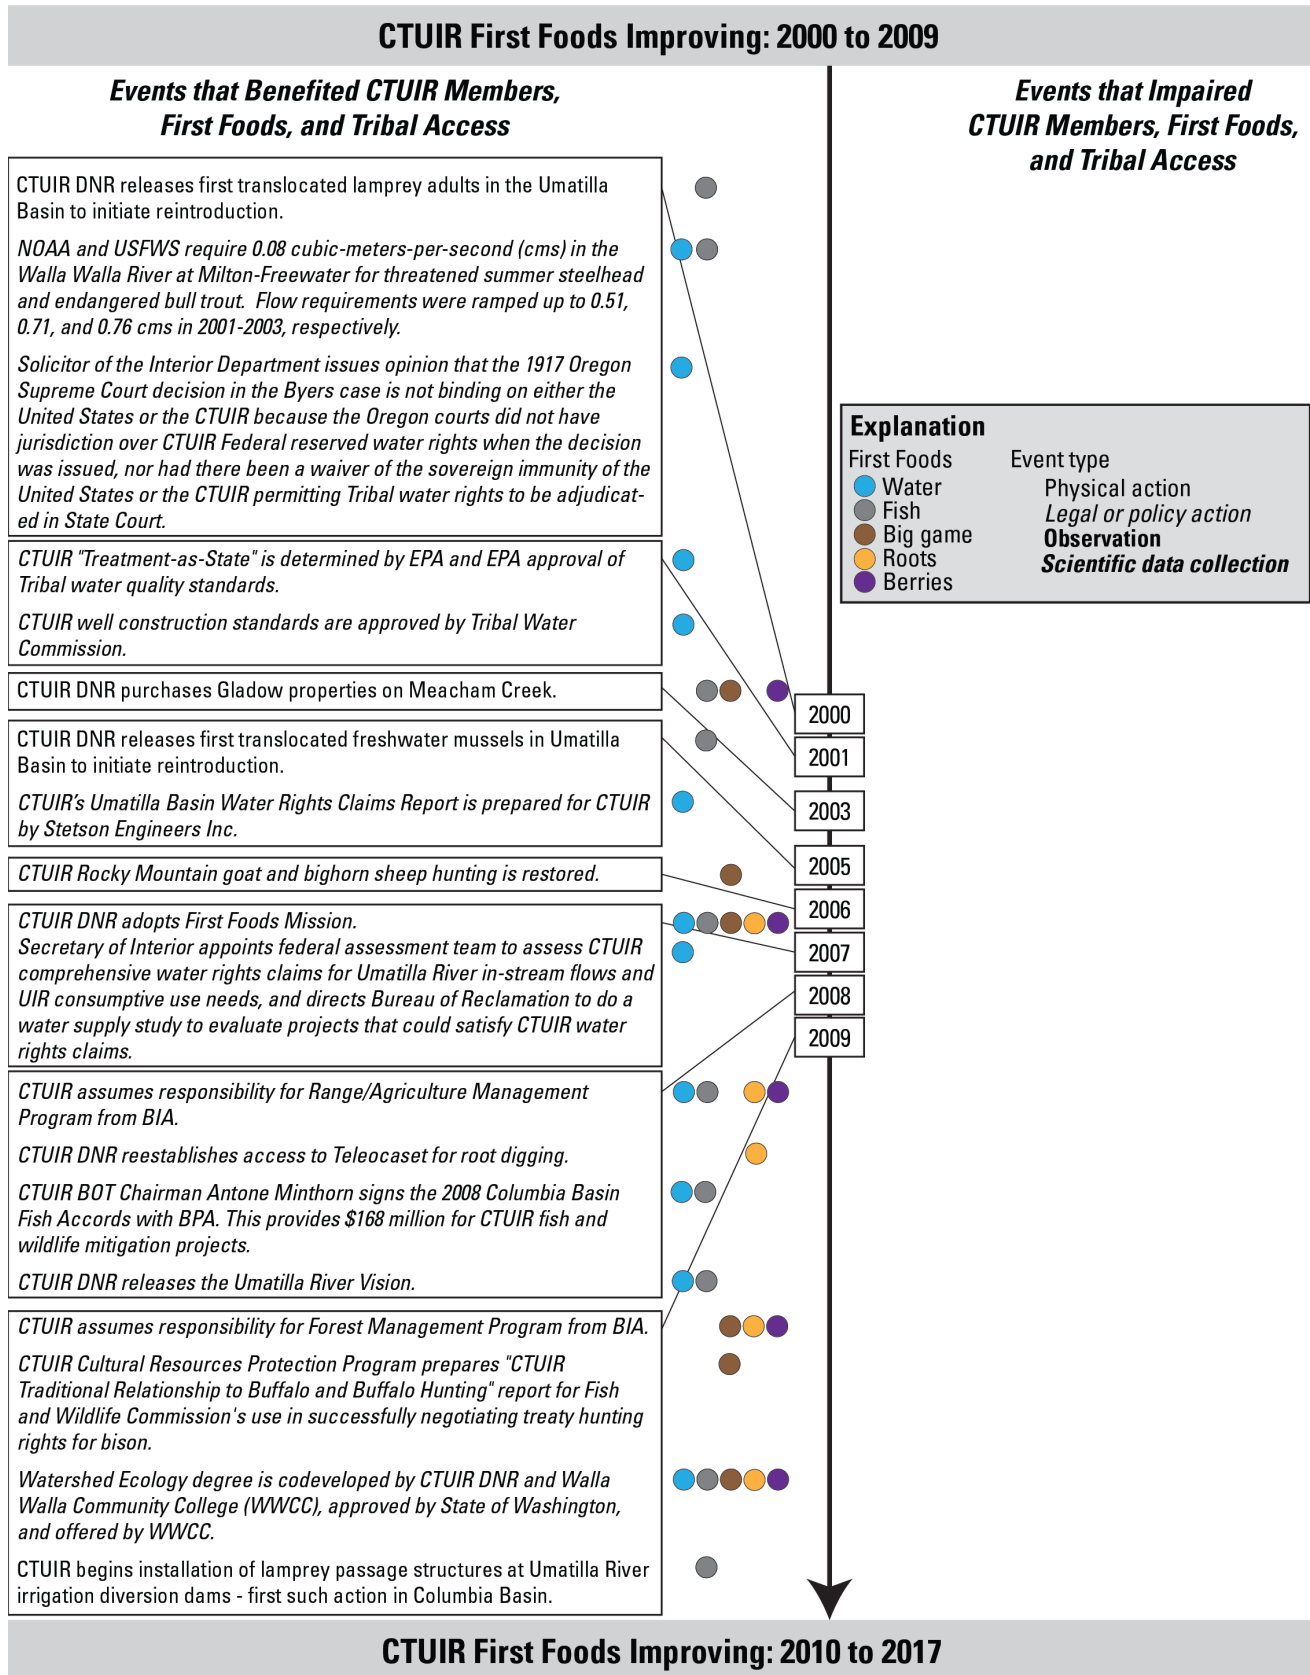 CTUIR First Foods Improving: 2000 to 2009
Events that Benefited CTUIR Members,
First Foods, and Tribal Access
Events that Impaired
CTUIR Members, First Foods,
and Tribal Access
CTUIR DNR releases first translocated lamprey adults in the Umatilla
Basin to initiate reintroduction.
NOAA and USFWS require 0.08 cubic-meters-per-second (cms) in the
Walla Walla River at Milton-Freewater for threatened summer steelhead
and endangered bull trout.  Flow requirements were ramped up to 0.51,
0.71, and 0.76 cms in 2001-2003, respectively.
Solicitor of the Interior Department issues opinion that the 1917 Oregon
Supreme Court decision in the Byers case is not binding on either the
United States or the CTUIR because the Oregon courts did not have
jurisdiction over CTUIR Federal reserved water rights when the decision
was issued, nor had there been a waiver of the sovereign immunity of the
United States or the CTUIR permitting Tribal water rights to be adjudicat-
ed in State Court.
CTUIR "Treatment-as-State" is determined by EPA and EPA approval of
Tribal water quality standards.
CTUIR well construction standards are approved by Tribal Water
Commission.
CTUIR DNR purchases Gladow properties on Meacham Creek.
CTUIR DNR releases first translocated freshwater mussels in Umatilla
Basin to initiate reintroduction.
CTUIR's Umatilla Basin Water Rights Claims Report is prepared for CTUIR
by Stetson Engineers Inc.
CTUIR Rocky Mountain goat and bighorn sheep hunting is restored.
CTUIR DNR adopts First Foods Mission.
Secretary of Interior appoints federal assessment team to assess CTUIR
comprehensive water rights claims for Umatilla River in-stream flows and
UIR consumptive use needs, and directs Bureau of Reclamation to do a
water supply study to evaluate projects that could satisfy CTUIR water
rights claims.
CTUIR assumes responsibility for Range/Agriculture Management
Program from BIA.
CTUIR DNR reestablishes access to Teleocaset for root digging.
CTUIR BOT Chairman Antone Minthorn signs the 2008 Columbia Basin
Fish Accords with BPA. This provides $168 million for CTUIR fish and
wildlife mitigation projects.
CTUIR DNR releases the Umatilla River Vision.
CTUIR assumes responsibility for Forest Management Program from BIA.
CTUIR Cultural Resources Protection Program prepares "CTUIR
Traditional Relationship to Buffalo and Buffalo Hunting" report for Fish
and Wildlife Commission's use in successfully negotiating treaty hunting
rights for bison.
Watershed Ecology degree is codeveloped by CTUIR DNR and Walla
Walla Community College (WWCC), approved by State of Washington,
and offered by WWCC.
CTUIR begins installation of lamprey passage structures at Umatilla River
irrigation diversion dams - first such action in Columbia Basin.
Explanation
First Foods
Water
Fish
Big game
Roots
Berries
Event type
Physical action
Legal or policy action
Observation
Scientific data collection
2000
2001
2003
2005
2006
2007
2008
2009
CTUIR First Foods Improving: 2010 to 2017